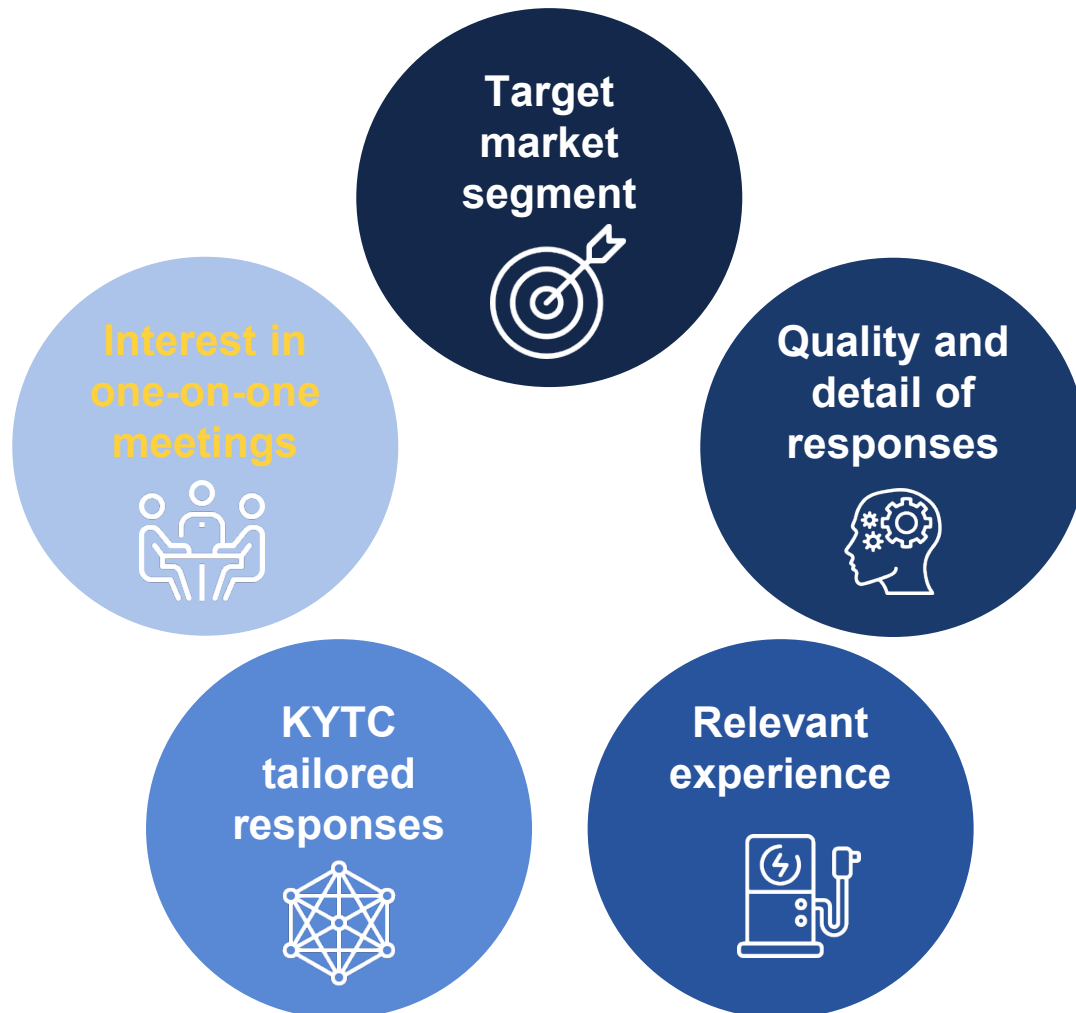 Target
market
segment
Interest in
one-on-one
meetings
Quality and
detail of
responses
KYTC
tailored
responses
Relevant
experience